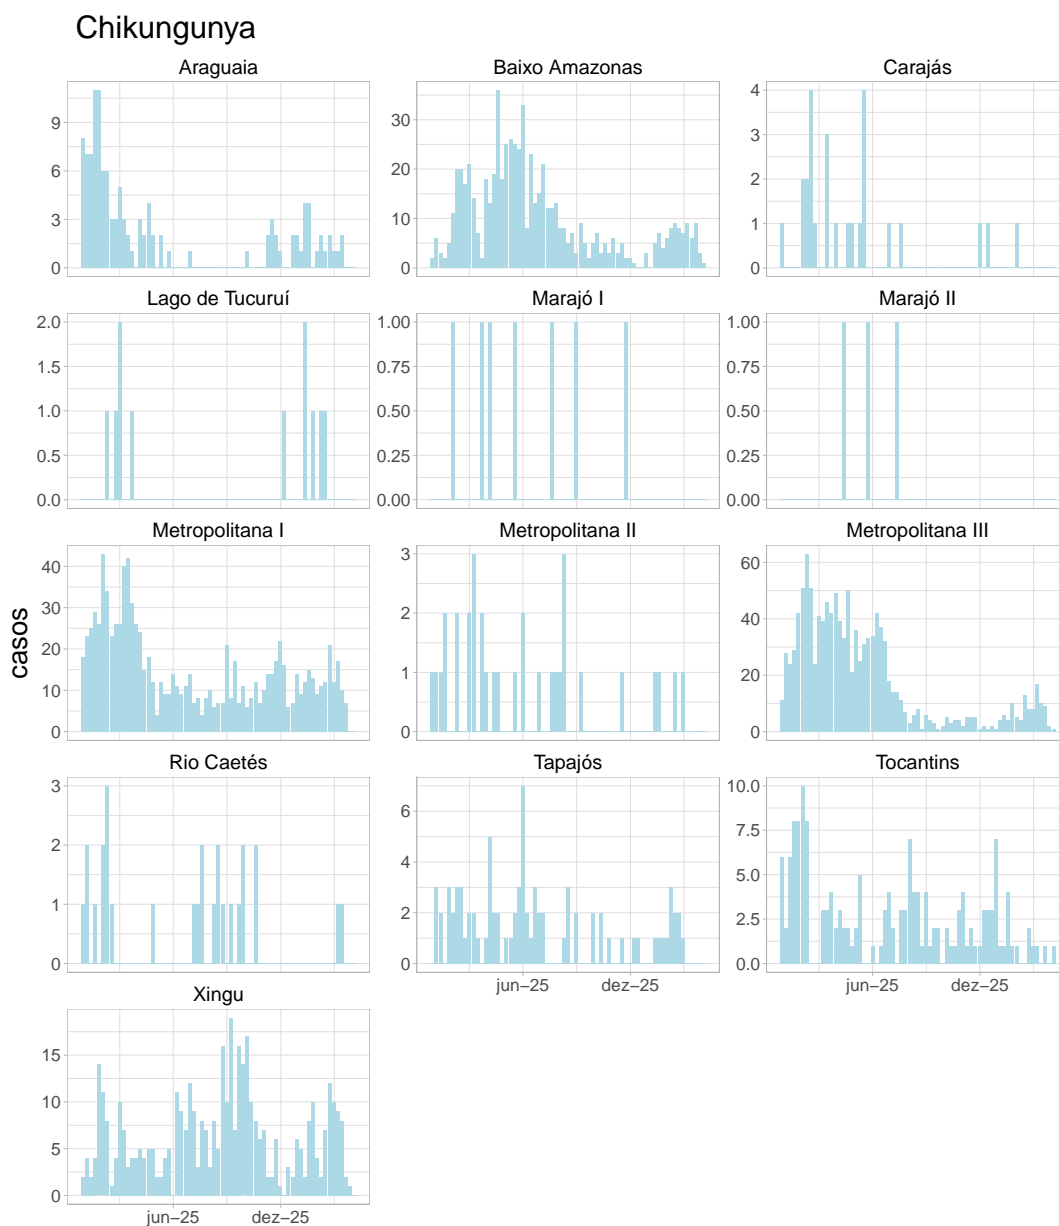 Chikungunya
Araguaia
Baixo Amazonas
Carajás
9
6
3
0
30
20
10
0
4
3
2
1
0
Lago de Tucuruí
Marajó I
Marajó II
2.0
1.5
1.0
0.5
0.0
1.00
0.75
0.50
0.25
0.00
1.00
0.75
0.50
0.25
0.00
Metropolitana I
Metropolitana II
Metropolitana III
40
30
20
10
0
3
2
1
0
60
40
20
0
casos
Rio Caetés
Tapajós
Tocantins
3
2
1
0
6
4
2
0
10.0
7.5
5.0
2.5
0.0
jun−25
dez−25
jun−25
dez−25
Xingu
15
10
5
0
jun−25
dez−25